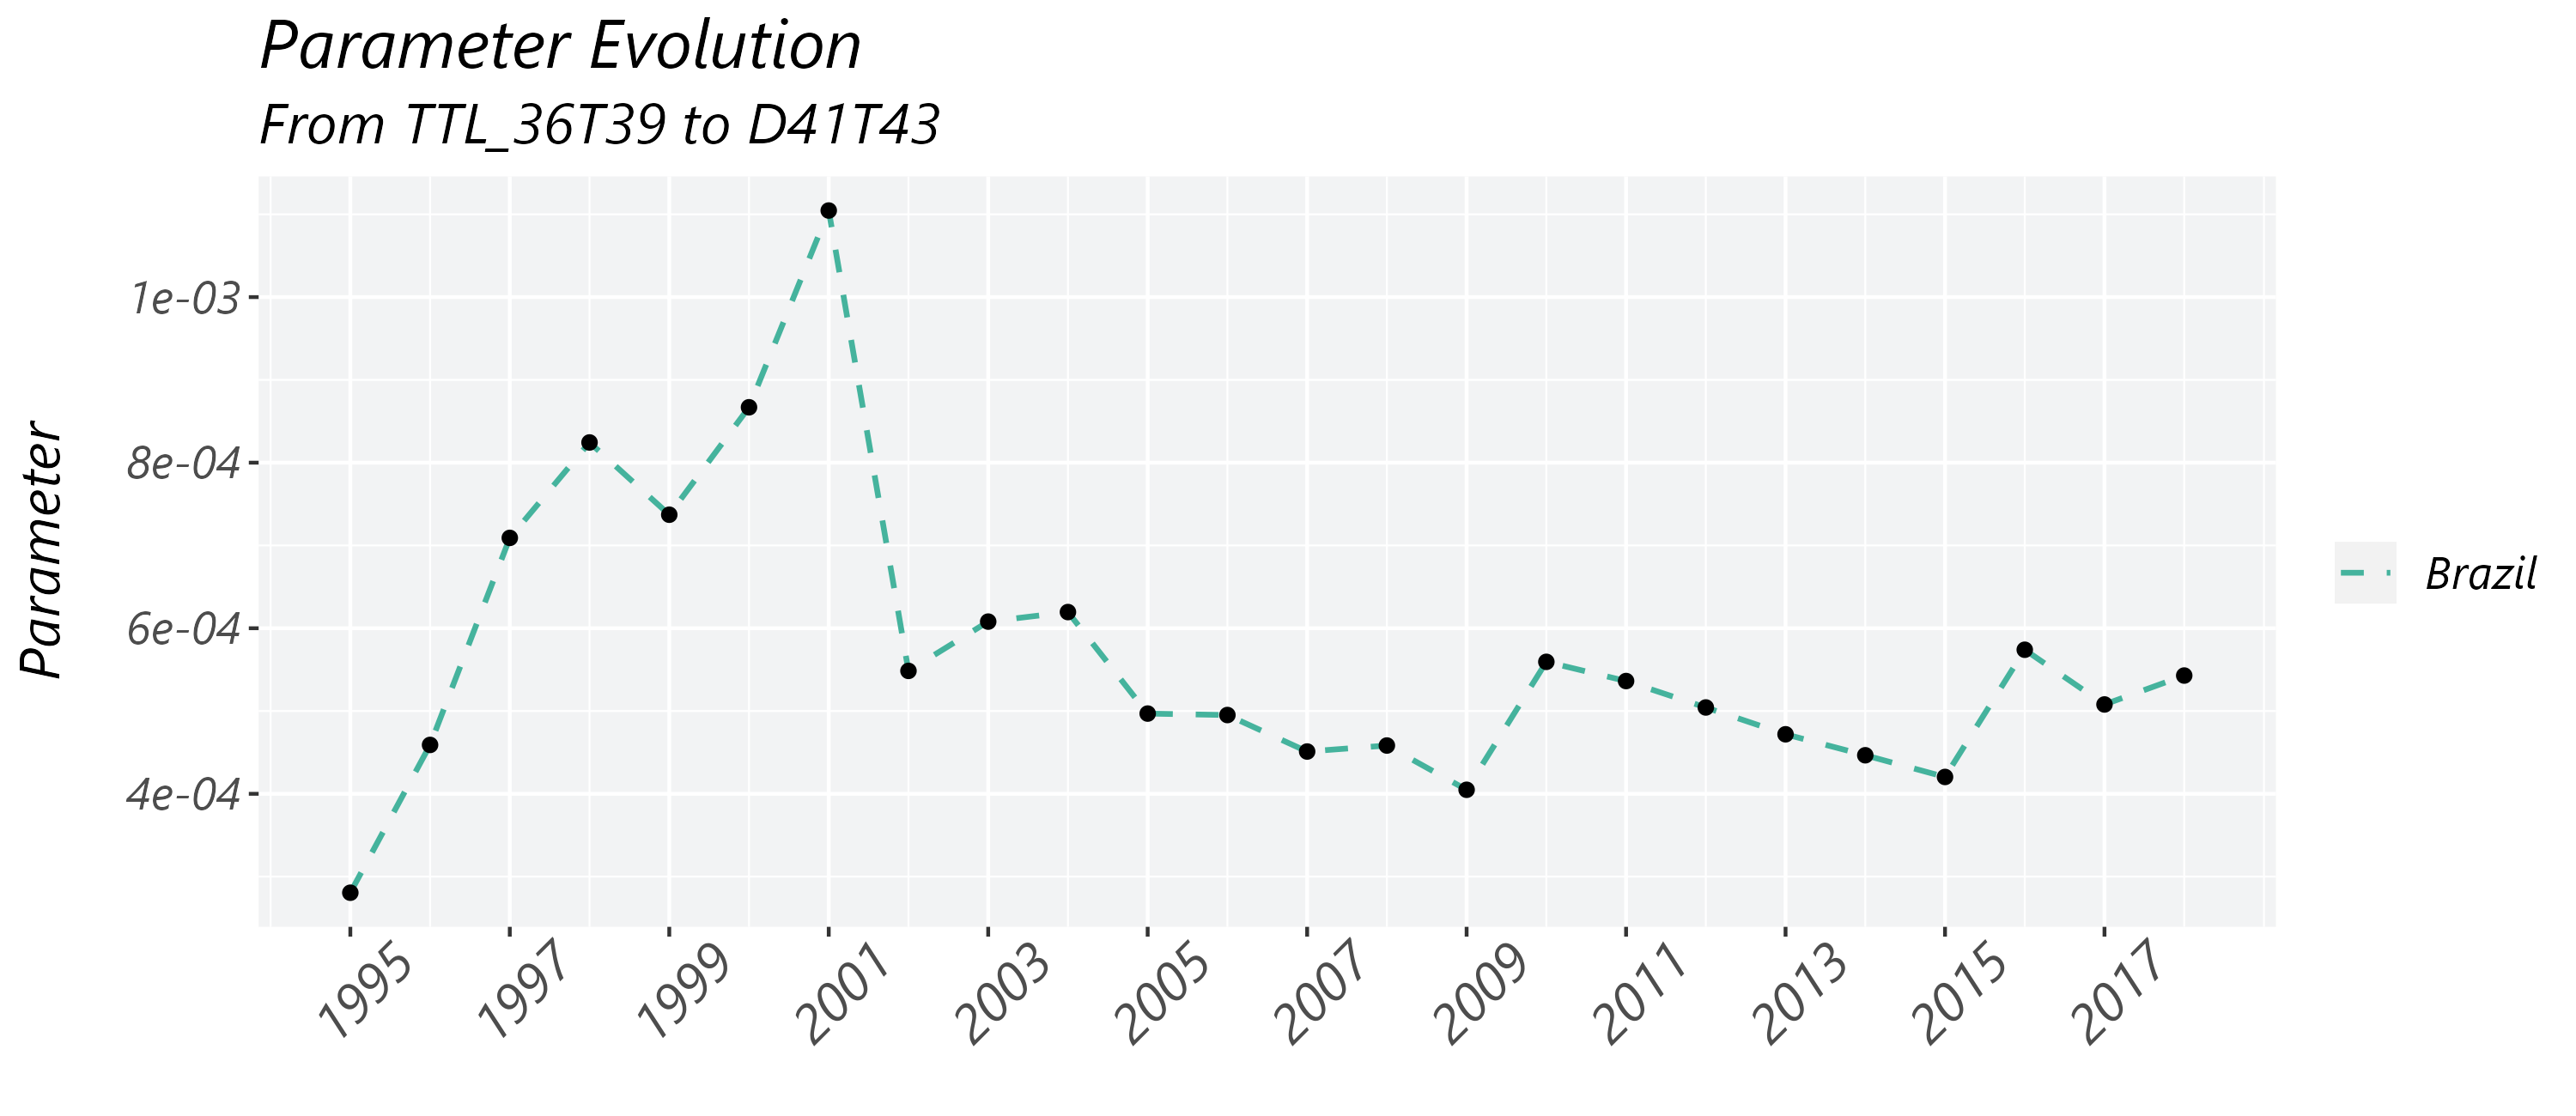 Parameter Evolution
From TTL_36T39 to D41T43
Parameter
1e-03
8e-04
6e-04
4e-04
1995
1997
1999
2001
2003
2005
2007
2009
2011
2013
2015
2017
Brazil